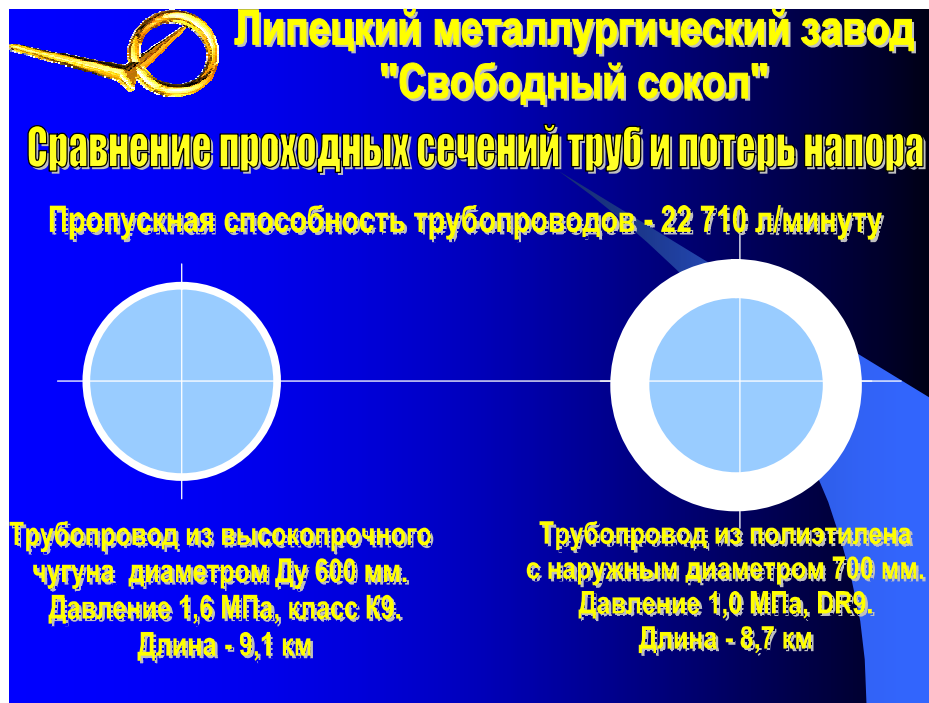 Липецкий металлургический завод
"Свободный сокол"
Сравнение проходных сечений труб и потерь напора
Пропускная способность трубопроводов - 22 710 л/минуту
Трубопровод из высокопрочного
чугуна диаметром Ду 600 мм.
Давление 1,6 МПа, класс К9.
Длина - 9,1 км
Трубопровод из полиэтилена
с наружным диаметром 700 мм.
Давление 1,0 МПа, DR9.
Длина - 8,7 км